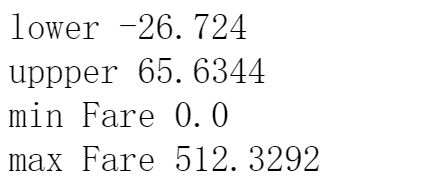 lower -26.724
uppper 65.6344
min Fare 0.0
max Fare 512.3292